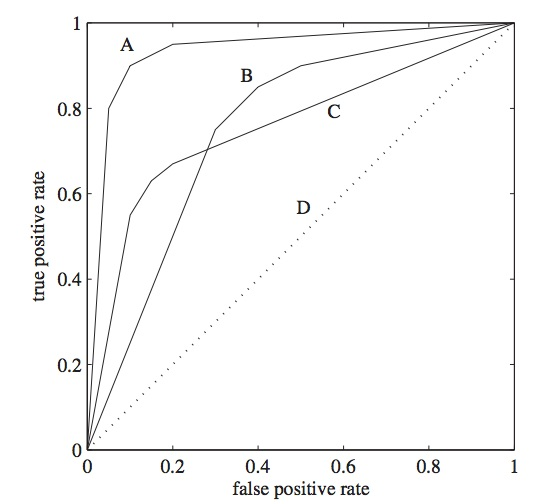 1
A
B
0.8
C
0.6
D
true positive rate
0.4
0.2
0
0 0.2 0.4 0.6 0.8 1
false positive rate